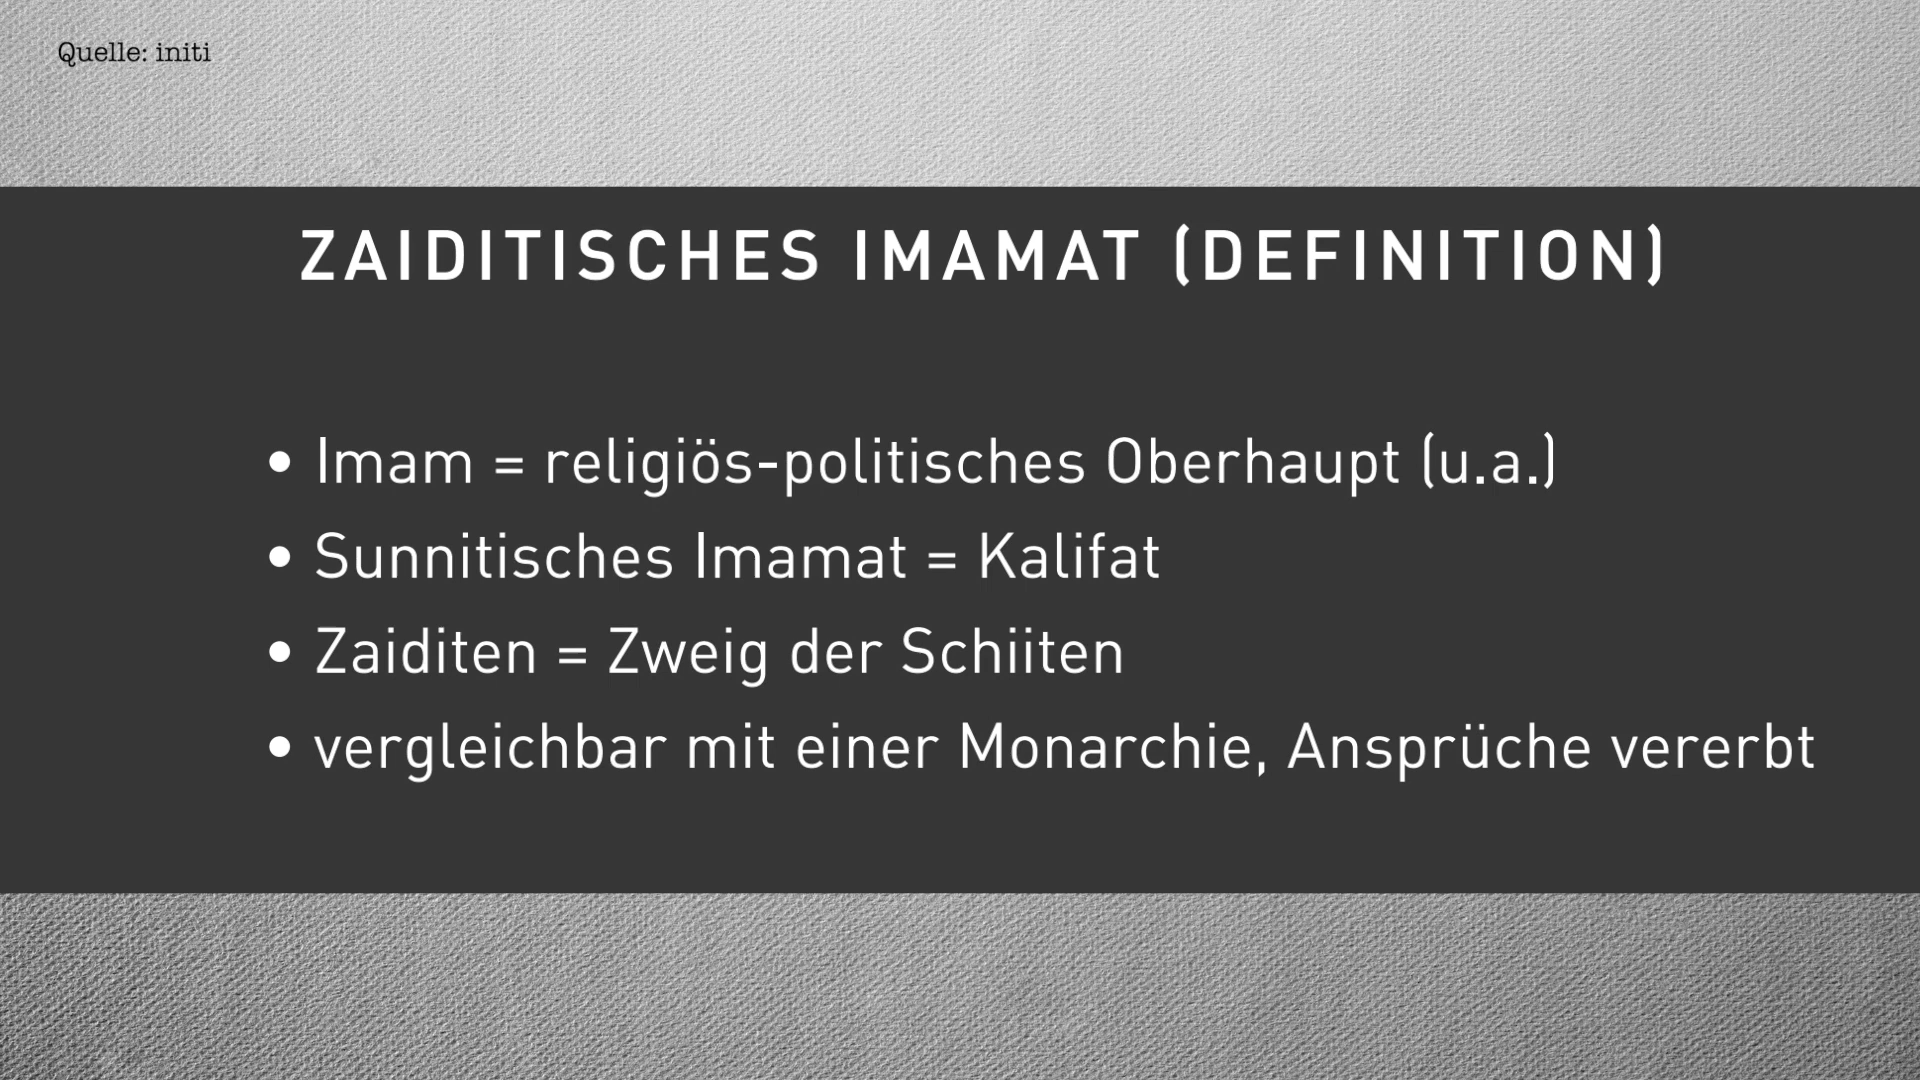 Quelle: initi
ZAIDITISCHES IMAMAT (DEFINITION)
• Imam = religiös-politisches Oberhaupt (u.a.)
• Sunnitisches Imamat = Kalifat
• Zaiditen = Zweig der Schiiten
• vergleichbar mit einer Monarchie, Ansprüche vererbt